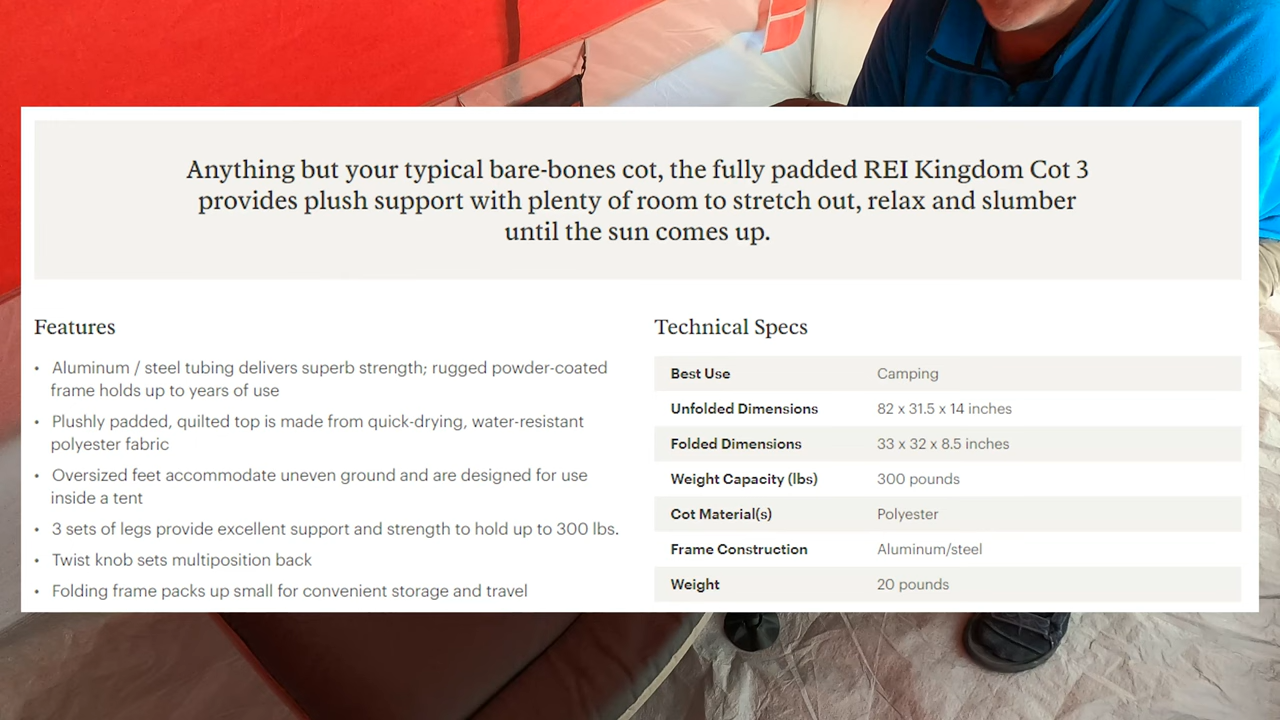 Anything but your typical bare-bones cot, the fully padded REI Kingdom Cot 3
provides plush support with plenty of room to stretch out, relax and slumber
until the sun comes up.
Features
• Aluminum / steel tubing delivers superb strength; rugged powder-coated
frame holds up to years of use
• Plushly padded, quilted top is made from quick-drying, water-resistant
polyester fabric
• Oversized feet accommodate uneven ground and are designed for use
inside a tent
• 3 sets of legs provide excellent support and strength to hold up to 300 lbs.
• Twist knob sets multiposition back
• Folding frame packs up small for convenient storage and travel
Technical Specs
Best Use Camping
Unfolded Dimensions 82 x 31.5 x 14 inches
Folded Dimensions 33 x 32 x 8.5 inches
Weight Capacity (lbs) 300 pounds
Cot Material(s) Polyester
Frame Construction Aluminum/steel
Weight 20 pounds